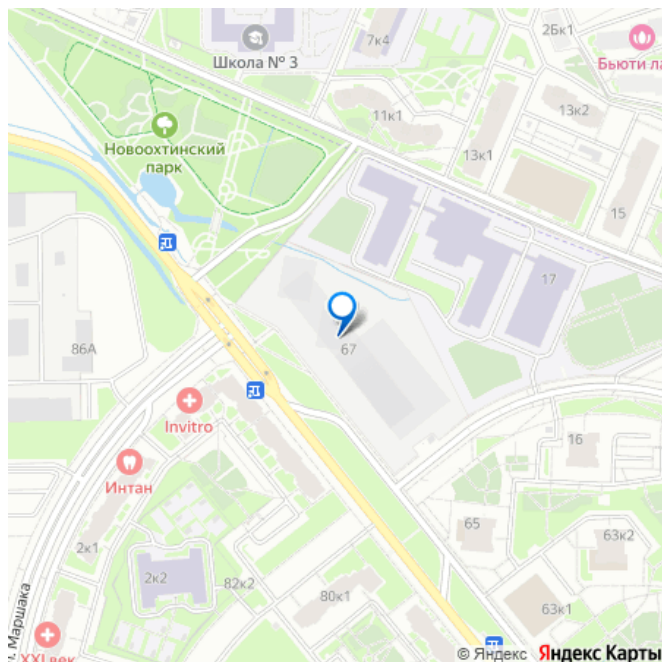 7к4
2Бк1
Школа № 3
Бьюти ла
11к1
13к2
Новоохтинский
парк
13к1
15
17
67
86А
Invitro
16
Интан
65
2к1
63к2
2к2
82к2
80к1
63к1
. Маршака
XXI век
© Яндекс Яндекс Карты